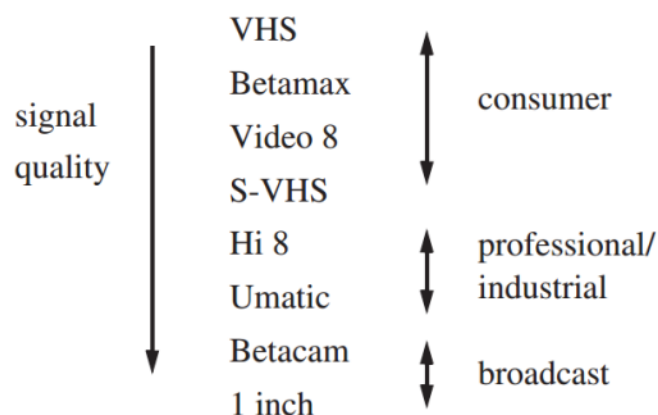 signal
quality
VHS
Betamax
Video 8
S-VHS
Hi 8
Umatic
Betacam
1 inch
consumer
professional/
industrial
broadcast